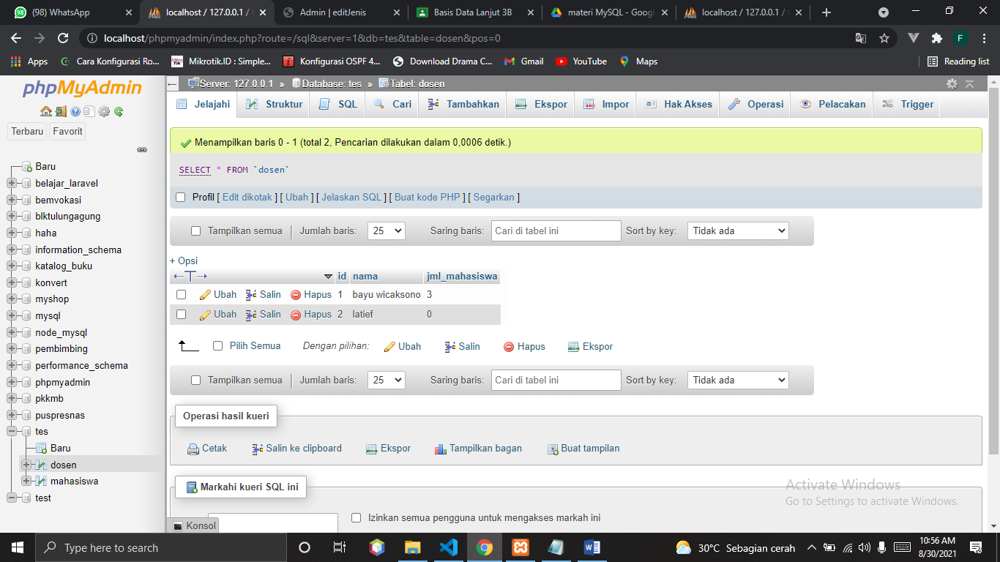 (98) WhatsApp
localhost / 127.0.0.1 / t
Admin | editJenis
Basis Data Lanjut 3B
materi MySQL - Googl
localhost / 127.0.0.1 / t
localhost/phpmyadmin/index.php?route=/sql&server=1&db=tes&table=dosen&pos=0
F
Apps
Cara Konfigurasi Ro...
Mikrotik.ID : Simple...
Konfigurasi OSPF 4...
Download Drama C...
Gmail
YouTube
Maps
Reading list
phpMyAdmin
Terbaru
Favorit
Baru
belajar_laravel
bemvokasi
blktulungagung
haha
information_schema
katalog_buku
konvert
myshop
mysql
node_mysql
pembimbing
performance_schema
phpmyadmin
pkkmb
puspresnas
tes
Baru
dosen
mahasiswa
test
Server: 127.0.0.1 » Database: tes » Tabel: dosen
Jelajahi Struktur SQL Cari Tambahkan Ekspor Impor Hak Akses Operasi Pelacakan Trigger
Menampilkan baris 0 - 1 (total 2, Pencarian dilakukan dalam 0,0006 detik.)
SELECT * FROM `dosen`
Profil [ Edit dikotak ] [ Ubah ] [ Jelaskan SQL ] [ Buat kode PHP ] [ Segarkan ]
Tampilkan semua | Jumlah baris: 25 Saring baris: Cari di tabel ini Sort by key: Tidak ada
+ Opsi
←T→ id nama jml_mahasiswa
Ubah Salin Hapus 1 bayu wicaksono 3
Ubah Salin Hapus 2 latief 0
Pilih Semua Dengan pilihan: Ubah Salin Hapus Ekspor
Tampilkan semua | Jumlah baris: 25 Saring baris: Cari di tabel ini Sort by key: Tidak ada
Operasi hasil kueri
Cetak Salin ke clipboard Ekspor Tampilkan bagan Buat tampilan
Markahi kueri SQL ini
Izinkan semua pengguna untuk mengakses markah ini
Konsol
Activate Windows
Go to Settings to activate Windows.
Type here to search
30°C Sebagian cerah
10:56 AM
8/30/2021